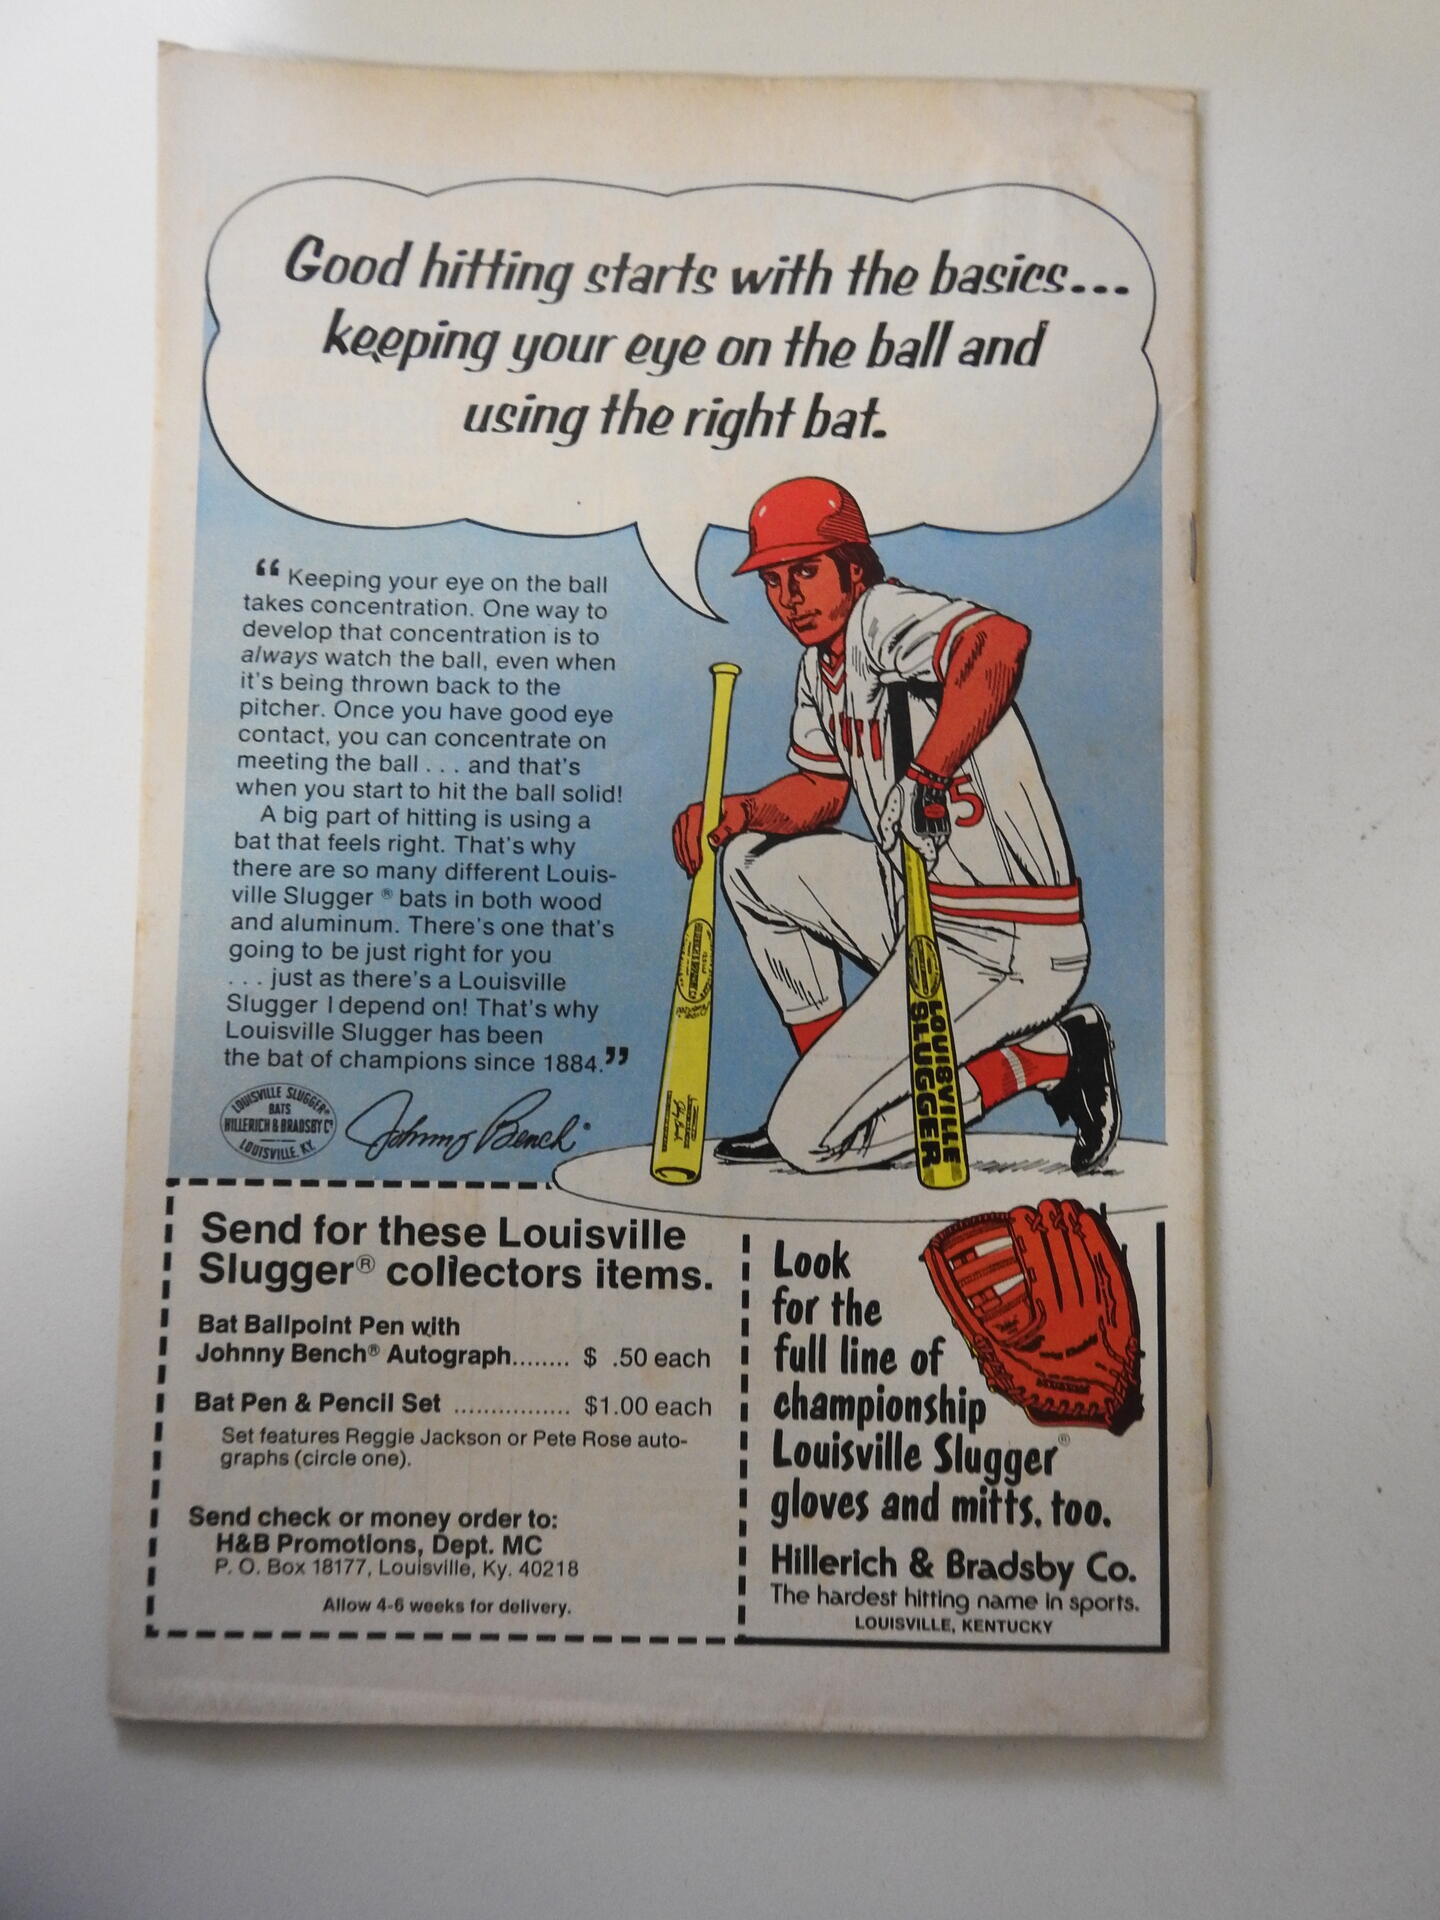 Good hitting starts with the basics...
keeping your eye on the ball and
using the right bat.
“Keeping your eye on the ball
takes concentration. One way to
develop that concentration is to
always watch the ball, even when
it's being thrown back to the
pitcher. Once you have good eye
contact, you can concentrate on
meeting the ball . . . and that's
when you start to hit the ball solid!
A big part of hitting is using a
bat that feels right. That's why
there are so many different Louis-
ville Slugger ® bats in both wood
and aluminum. There's one that's
going to be just right for you
. . . just as there's a Louisville
Slugger I depend on! That's why
Louisville Slugger has been
the bat of champions since 1884.”
LOUISVILLE SLUGGER®
BATS
HILLERICH & BRADSBY Co
LOUISVILLE, KY.
Johnny Bench
5
LOUISVILLE
SLUGGER
Send for these Louisville
Slugger® collectors items.
Bat Ballpoint Pen with
Johnny Bench® Autograph........ $ .50 each
Bat Pen & Pencil Set ................ $1.00 each
Set features Reggie Jackson or Pete Rose auto-
graphs (circle one).
Send check or money order to:
H&B Promotions, Dept. MC
P. O. Box 18177, Louisville, Ky. 40218
Allow 4-6 weeks for delivery.
Look
for the
full line of
championship
Louisville Slugger®
gloves and mitts, too.
Hillerich & Bradsby Co.
The hardest hitting name in sports.
LOUISVILLE, KENTUCKY